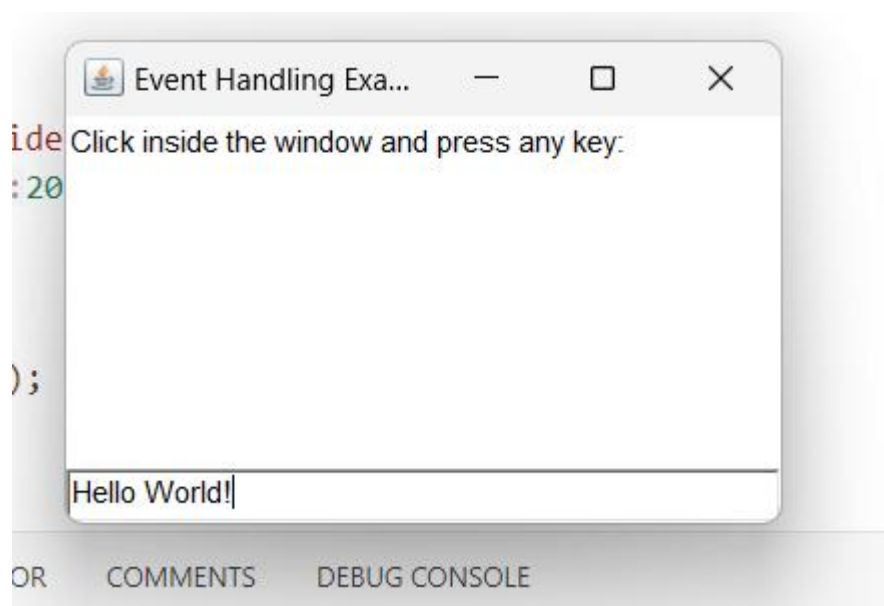 Event Handling Exa...
ide
Click inside the window and press any key:
:20
);
Hello World!
OR COMMENTS DEBUG CONSOLE